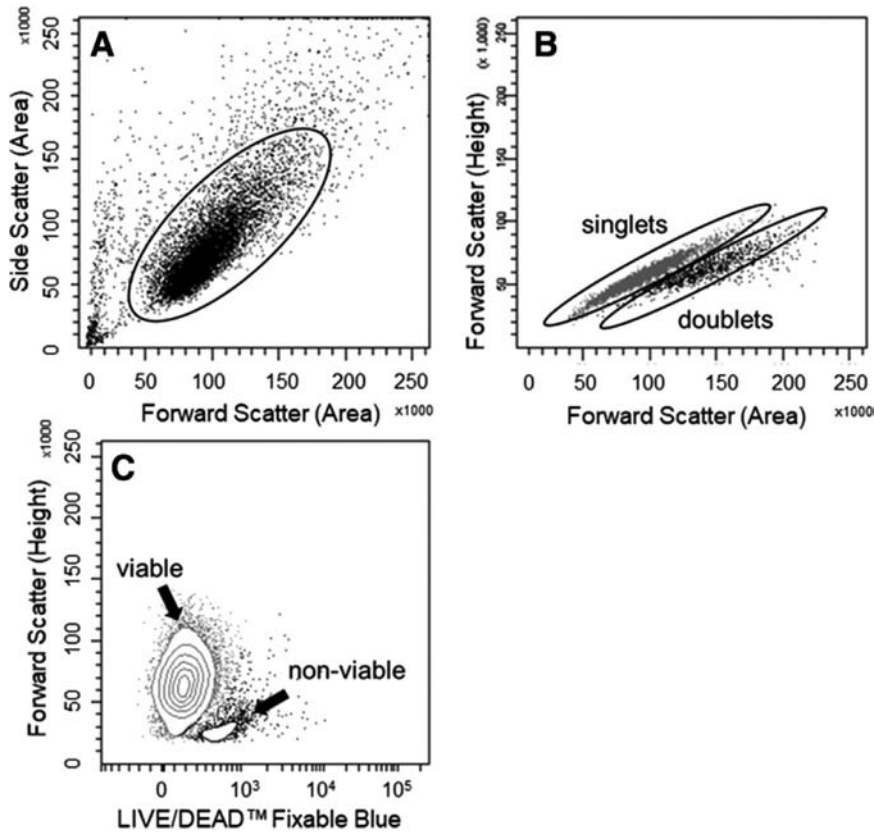 A
x1000
Side Scatter (Area)
250
200
150
100
50
0
0 50 100 150 200 250
Forward Scatter (Area) x1000
B
(x 1,000)
Forward Scatter (Height)
250
200
150
100
50
singlets
doublets
0 50 100 150 200 250
Forward Scatter (Area) x1000
C
x1000
Forward Scatter (Height)
250
200
150
100
50
0
viable
non-viable
0 10³ 10⁴ 10⁵
LIVE/DEAD™ Fixable Blue